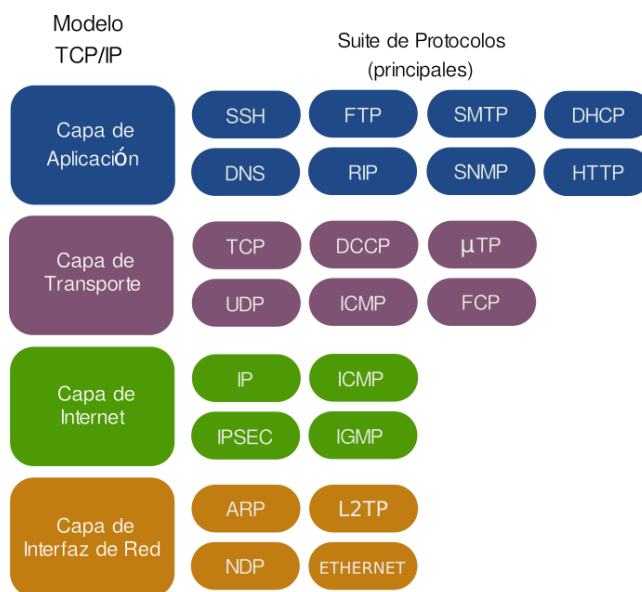 Modelo
TCP/IP
Suite de Protocolos
(principales)
Capa de
Aplicación
SSH FTP SMTP DHCP
DNS RIP SNMP HTTP
Capa de
Transporte
TCP DCCP µTP
UDP ICMP FCP
Capa de
Internet
IP ICMP
IPSEC IGMP
Capa de
Interfaz de Red
ARP L2TP
NDP ETHERNET